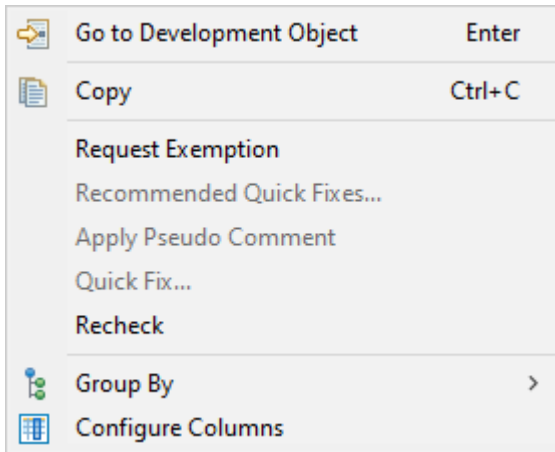 Go to Development Object Enter
Copy Ctrl+C
Request Exemption
Recommended Quick Fixes...
Apply Pseudo Comment
Quick Fix...
Recheck
Group By >
Configure Columns